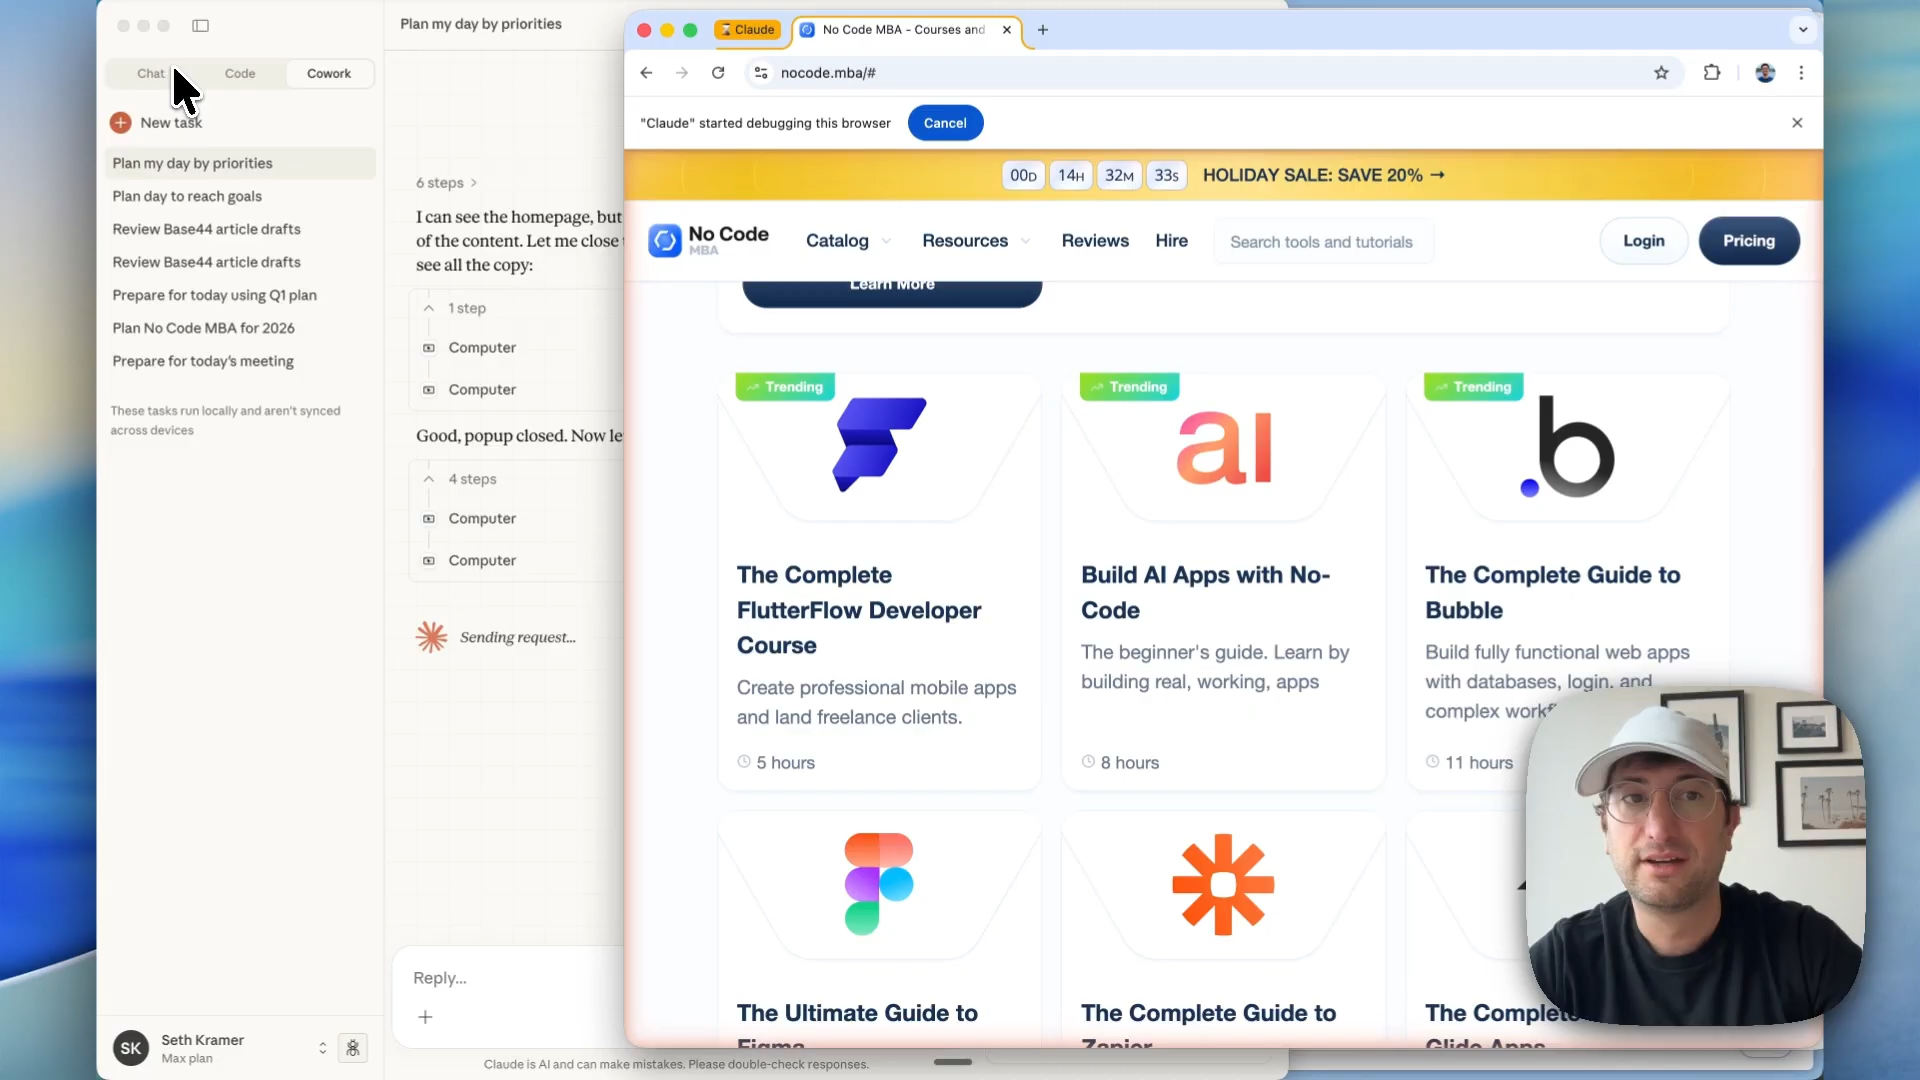 Chat
Code
Cowork
New task
Plan my day by priorities
Plan day to reach goals
Review Base44 article drafts
Review Base44 article drafts
Prepare for today using Q1 plan
Plan No Code MBA for 2026
Prepare for today's meeting
These tasks run locally and aren't synced
across devices
SK
Seth Kramer
Max plan
Plan my day by priorities
6 steps
I can see the homepage, but
of the content. Let me close
see all the copy:
1 step
Computer
Computer
Good, popup closed. Now
4 steps
Computer
Computer
Sending request...
Reply...
Claude is AI and can make mistakes. Please double-check responses.
Claude
No Code MBA - Courses and
nocode.mba/#
"Claude" started debugging this browser
Cancel
00D 14H 32M 33S HOLIDAY SALE: SAVE 20% →
No Code
MBA
Catalog
Resources
Reviews
Hire
Search tools and tutorials
Login
Pricing
Learn More
Trending
ai
The Complete
FlutterFlow Developer
Course
Create professional mobile apps
and land freelance clients.
5 hours
Trending
Build AI Apps with No-
Code
The beginner's guide. Learn by
building real, working, apps
8 hours
Trending
b
The Complete Guide to
Bubble
Build fully functional web apps
with databases, login, and
complex
11 hours
The Ultimate Guide to
Figma
The Complete Guide to
Zapier
The Complete
Glide Apps